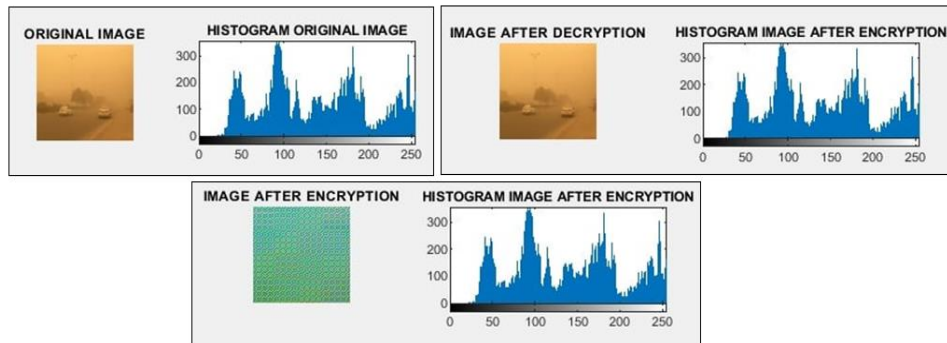 ORIGINAL IMAGE
HISTOGRAM ORIGINAL IMAGE
300
200
100
0
0 50 100 150 200 250
IMAGE AFTER DECRYPTION
HISTOGRAM IMAGE AFTER ENCRYPTION
300
200
100
0
0 50 100 150 200 250
IMAGE AFTER ENCRYPTION
HISTOGRAM IMAGE AFTER ENCRYPTION
300
200
100
0
0 50 100 150 200 250